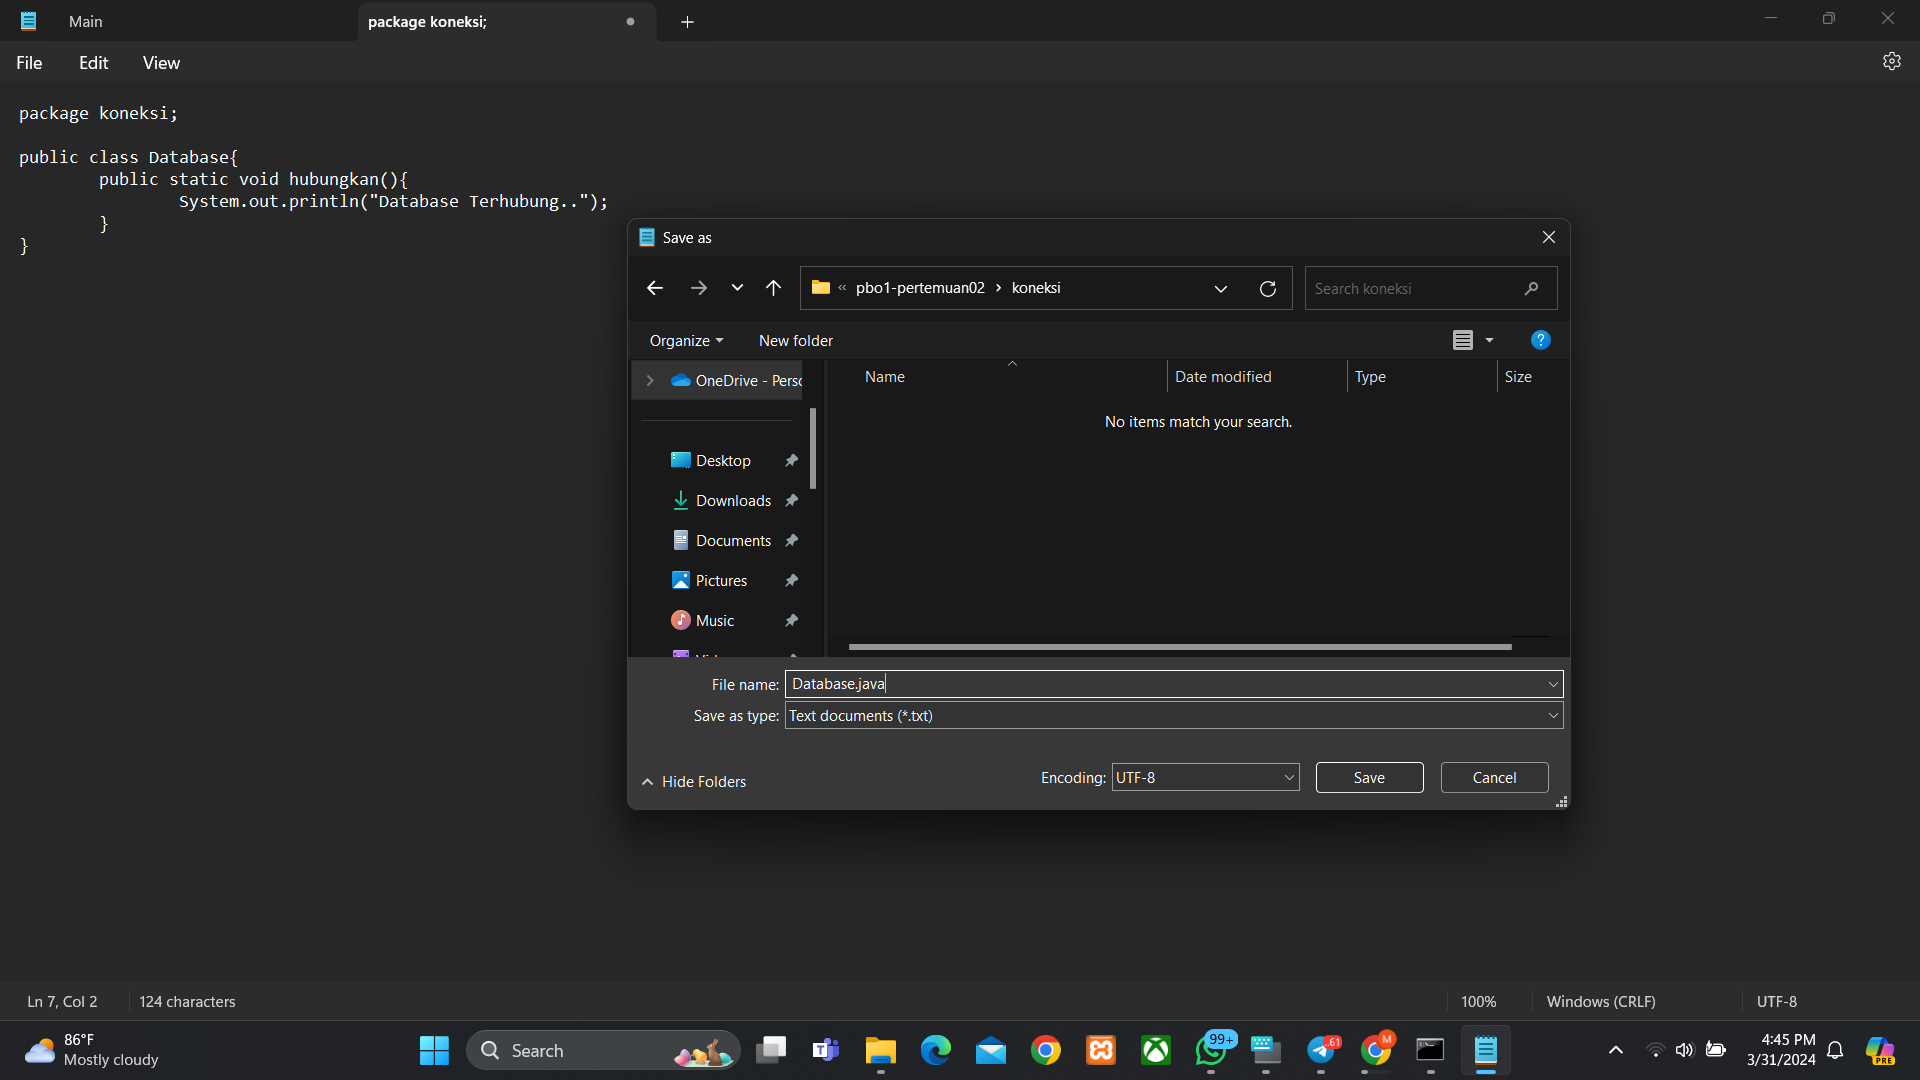 Main
package koneksi;
File Edit View
package koneksi;
public class Database{
public static void hubungkan(){
System.out.println("Database Terhubung..");
}
}
Save as
« pbo1-pertemuan02 › koneksi
Search koneksi
Organize New folder
?
OneDrive - Perso
Desktop
Downloads
Documents
Pictures
Music
Name Date modified Type Size
No items match your search.
File name: Database.java
Save as type: Text documents (*.txt)
Hide Folders
Encoding: UTF-8
Save
Cancel
Ln 7, Col 2
124 characters
100%
Windows (CRLF)
UTF-8
86°F
Mostly cloudy
Search
99+
61
M
4:45 PM
3/31/2024
PRE